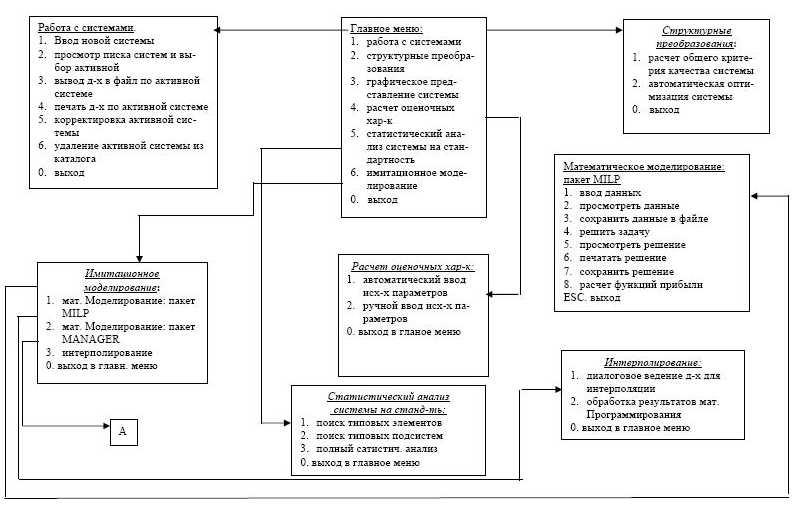 Работа с системами.
1. Ввод новой системы
2. просмотр писка систем и вы-
бор активной
3. вывод д-х в файл по активной
системе
4. печать д-х по активной системе
5. корректировка активной сис-
темы
6. удаление активной системы из
каталога
0. выход
Главное меню:
1. работа с системами
2. структурные преобра-
зования
3. графическое пред-
ставление системы
4. расчет оценочных
хар-к
5. статистический ана-
лиз системы на стан-
дартность
6. имитационное моде-
лирование
0. выход
Структурные
преобразования:
1. расчет общего крите-
рия качества системы
2. автоматическая опти-
мизация системы
0. выход
Математическое моделирование:
пакет MILP
1. ввод данных
2. просмотреть данные
3. сохранить данные в файле
4. решить задачу
5. просмотреть решение
6. печатать решение
7. сохранить решение
8. расчет функций прибыли
ESC. выход
Имитационное
моделирование:
1. мат. Моделирование: пакет
MILP
2. мат. Моделирование: пакет
MANAGER
3. интерполирование
0. выход в главн. меню
Расчет оценочных хар-к:
1. автоматический ввод
исх-х параметров
2. ручной ввод исх-х па-
раметров
0. выход в главое меню
Интерполирование:
1. диалоговое ведение д-х для
интерполяции
2. обработка результатов мат.
Программирования
0. выход в главное меню
Статистический анализ
системы на станд-ть:
1. поиск типовых элементов
2. поиск типовых подсистем
3. полный сатистич. анализ
0. выход в главное меню
А